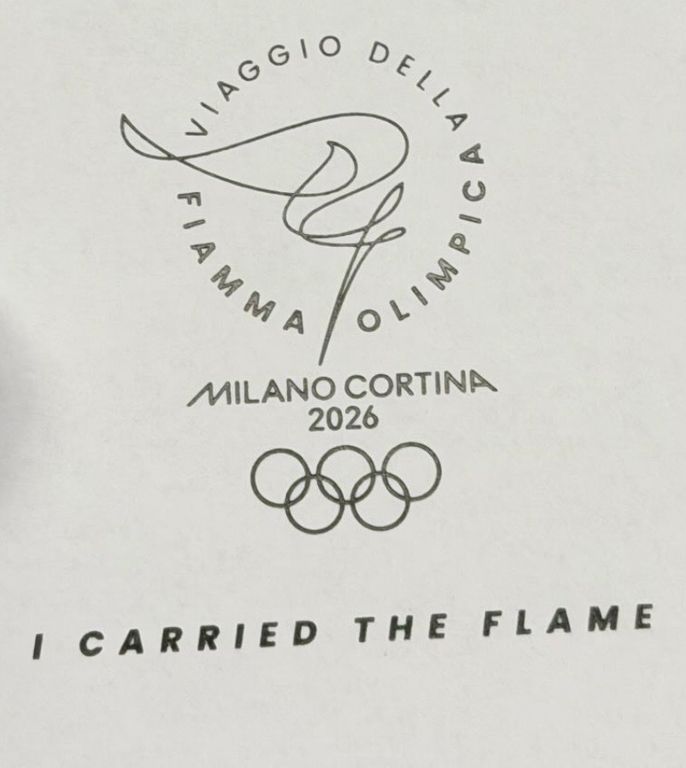 VIAGGIO DELLA
FIAMMA OLIMPICA
MILANO CORTINA
2026
I CARRIED THE FLAME